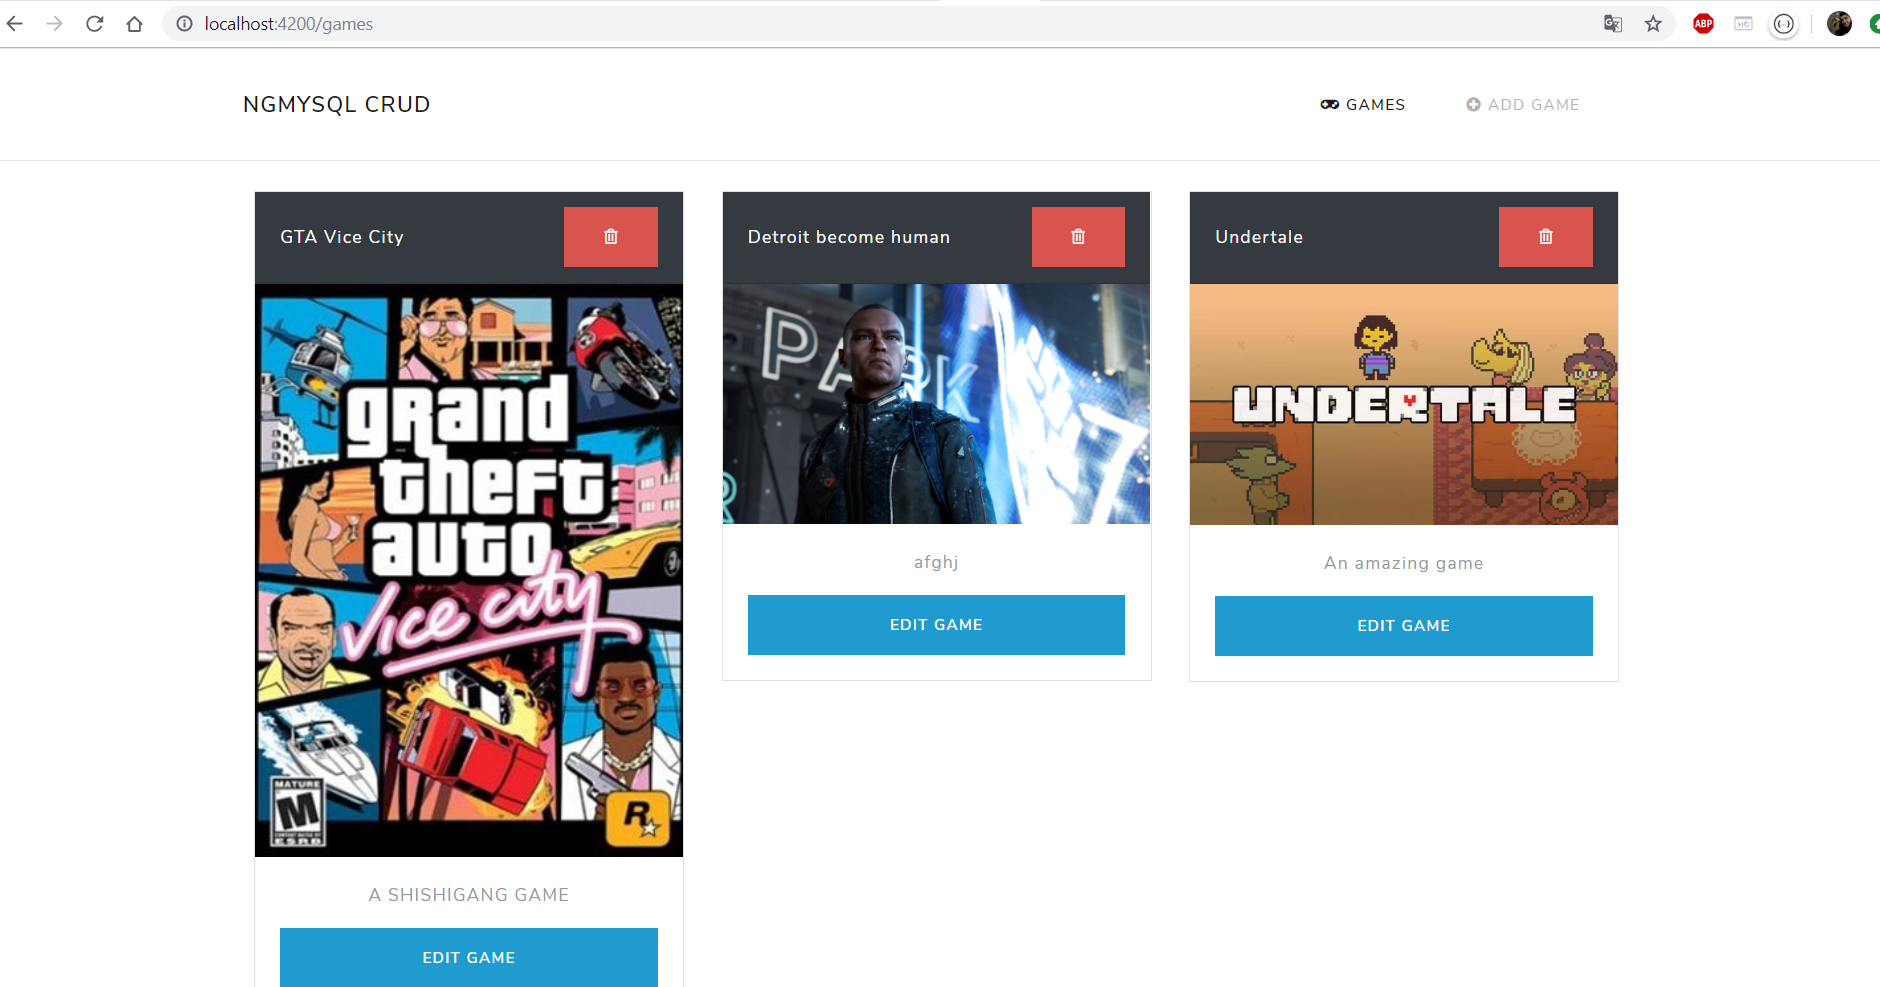 localhost:4200/games
ABP
NGMYSQL CRUD
GAMES
ADD GAME
GTA Vice City
Detroit become human
Undertale
grand
theft
auto
vice city
MATURE
M
ESRB
R
PARK
UNDERTALE
afghj
EDIT GAME
An amazing game
EDIT GAME
A SHISHIGANG GAME
EDIT GAME